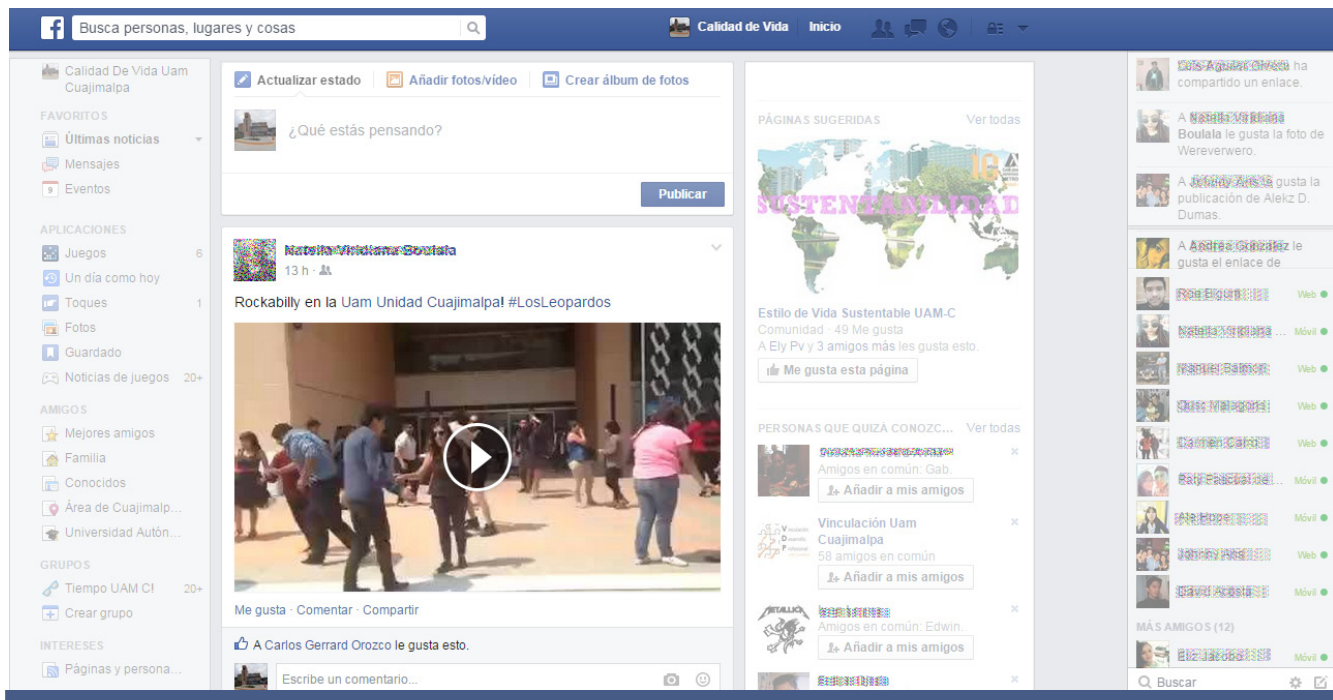 Busca personas, lugares y cosas
Calidad de Vida
Inicio
Calidad De Vida Uam
Cuajimalpa
FAVORITOS
Últimas noticias
Mensajes
Eventos
APLICACIONES
Juegos 6
Un día como hoy
Toques 1
Fotos
Guardado
Noticias de juegos 20+
AMIGOS
Mejores amigos
Familia
Conocidos
Área de Cuajimalp...
Universidad Autón...
GRUPOS
Tiempo UAM C!
20+
Crear grupo
INTERESES
Páginas y persona...
Actualizar estado
Añadir fotos/vídeo
Crear álbum de fotos
¿Qué estás pensando?
Publicar
13 h
Rockabilly en la Uam Unidad Cuajimalpa! #LosLeopardos
Me gusta · Comentar · Compartir
A Carlos Gerrard Orozco le gusta esto.
Escribe un comentario...
PÁGINAS SUGERIDAS
Ver todas
10
SUSTENTABILIDAD
Estilo de Vida Sustentable UAM-C
Comunidad · 49 Me gusta
A Ely Pv y 3 amigos más les gusta esto.
Me gusta esta página
PERSONAS QUE QUIZÁ CONOZC...
Ver todas
Amigos en común: Gab.
Añadir a mis amigos
Vinculación Uam
Cuajimalpa
58 amigos en común
Añadir a mis amigos
METALLICA
Amigos en común: Edwin.
Añadir a mis amigos
ha
compartido un enlace.
A
Boulala le gusta la foto de
Wereverwero.
A
gusta la
publicación de Alekz D.
Dumas.
A
le
gusta el enlace de
Web
Móvil
Web
Web
Web
Móvil
Móvil
Web
Móvil
MÁS AMIGOS (12)
Móvil
Buscar